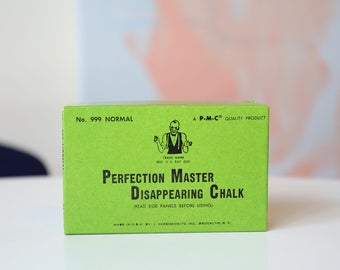 No. 999 NORMAL
A P-M-C® QUALITY PRODUCT
TRADE MARK
REG. U. S. PAT. OFF.
PERFECTION MASTER
DISAPPEARING CHALK
(READ SIDE PANELS BEFORE USING)
MADE IN U.S.A. BY J. HERSKOWITZ INC., BROOKLYN, N. Y.